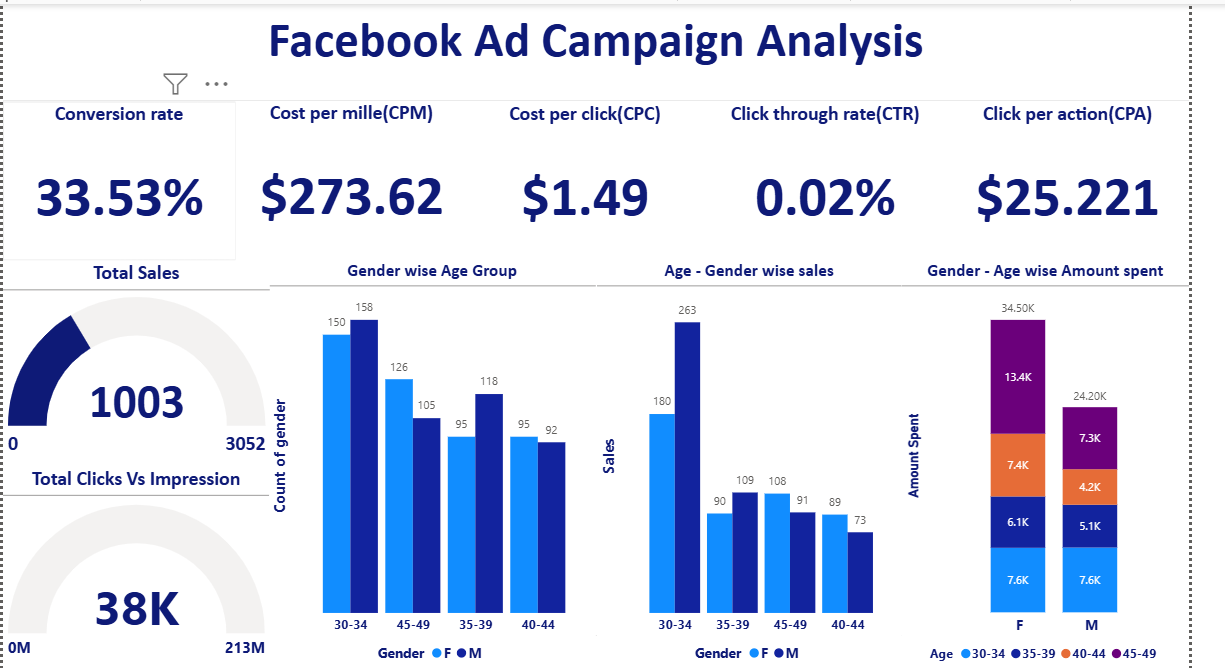 Facebook Ad Campaign Analysis
Conversion rate
33.53%
Cost per mille(CPM)
$273.62
Cost per click(CPC)
$1.49
Click through rate(CTR)
0.02%
Click per action(CPA)
$25.221
Total Sales
1003
0
3052
Total Clicks Vs Impression
38K
0M
213M
Gender wise Age Group
Count of gender
150
158
126
105
95
118
95
92
30-34
45-49
35-39
40-44
Gender F M
Age - Gender wise sales
Sales
180
263
90
109
108
91
89
73
30-34
35-39
45-49
40-44
Gender F M
Gender - Age wise Amount spent
Amount Spent
34.50K
13.4K
7.4K
6.1K
7.6K
24.20K
7.3K
4.2K
5.1K
7.6K
F
M
Age 30-34 35-39 40-44 45-49